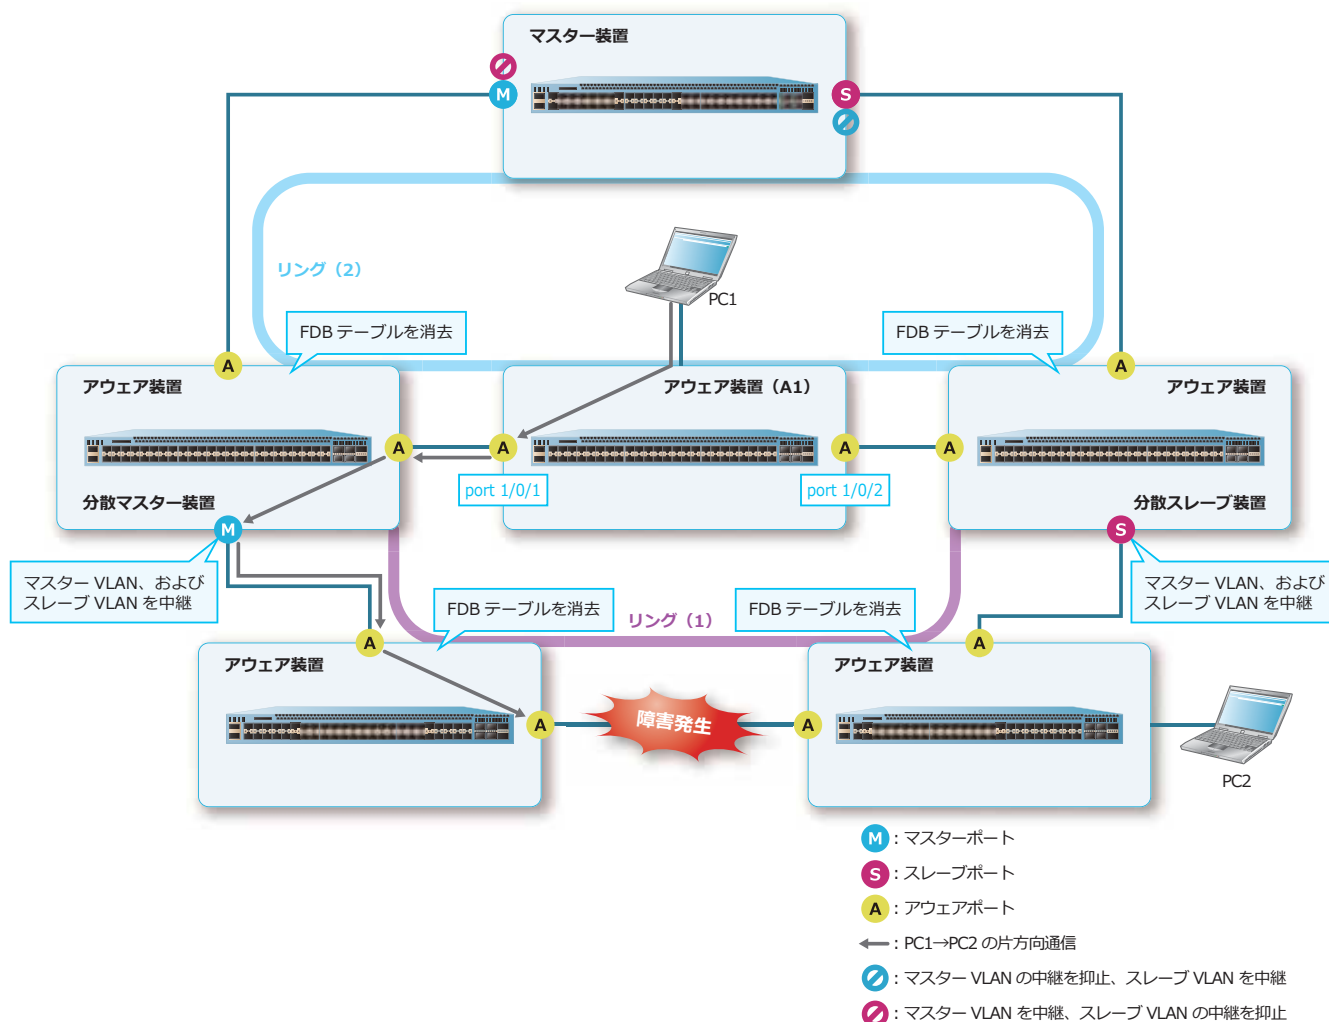 マスター装置
M
S
リング（2）
PC1
FDB テーブルを消去
FDB テーブルを消去
A
A
アウェア装置
アウェア装置（A1）
アウェア装置
A
A
A
A
port 1/0/1
port 1/0/2
分散マスター装置
分散スレーブ装置
M
S
マスター VLAN、および
スレーブ VLAN を中継
マスター VLAN、および
スレーブ VLAN を中継
FDB テーブルを消去
FDB テーブルを消去
リング（1）
A
A
アウェア装置
アウェア装置
A
障害発生
A
PC2
M：マスターポート
S：スレーブポート
A：アウェアポート
：PC1→PC2 の片方向通信
：マスター VLAN の中継を抑止、スレーブ VLAN を中継
：マスター VLAN を中継、スレーブ VLAN の中継を抑止